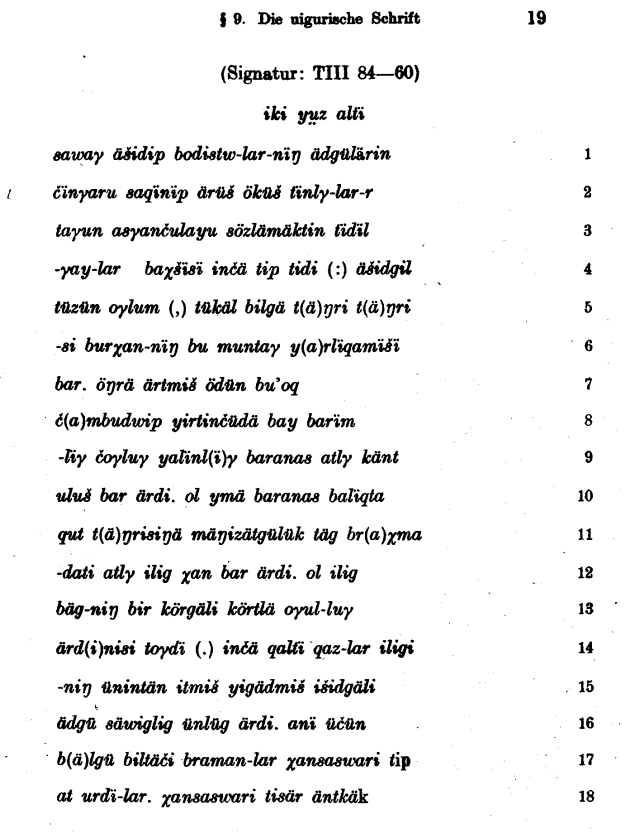 § 9. Die uigurische Schrift 19
(Signatur: TIII 84—60)
iki yṳz altï
saway äšidip bodistw-lar-nïŋ ädgülärin 1
činγaru saqïnïp ärüš öküš tïnlγ-lar-r 2
tayun asγančulayu sözlämäktin tïdïl 3
-γay-lar baχšïsï inčä tip tidi (:) äšidgil 4
tüzün oγlum (,) tükäl bilgä t(ä)ŋri t(ä)ŋri 5
-si burχan-nïŋ bu muntaγ y(a)rlïqamïšï 6
bar. öŋrä ärtmiš ödün bu'oq 7
č(a)mbudwip yirtinčüdä bay barïm 8
-lïγ čoγluγ yalïnl(ï)γ baranas atlγ känt 9
uluš bar ärdi. ol ymä baranas balïqta 10
qut t(ä)ŋrisiŋä mäŋizätgülük täg br(a)χma 11
-dati atlγ ilig χan bar ärdi. ol ilig 12
bäg-niŋ bir körgäli körtlä oγul-luγ 13
ärd(i)nisi toγdï (.) inčä qaltï qaz-lar iligi 14
-niŋ ünintän itmiš yigädmiš išidgäli 15
ädgü säwiglig ünlüg ärdi. anï üčün 16
b(ä)lgü biltäči braman-lar χansaswari tip 17
at urdï-lar. χansaswari tisär äntkäk 18